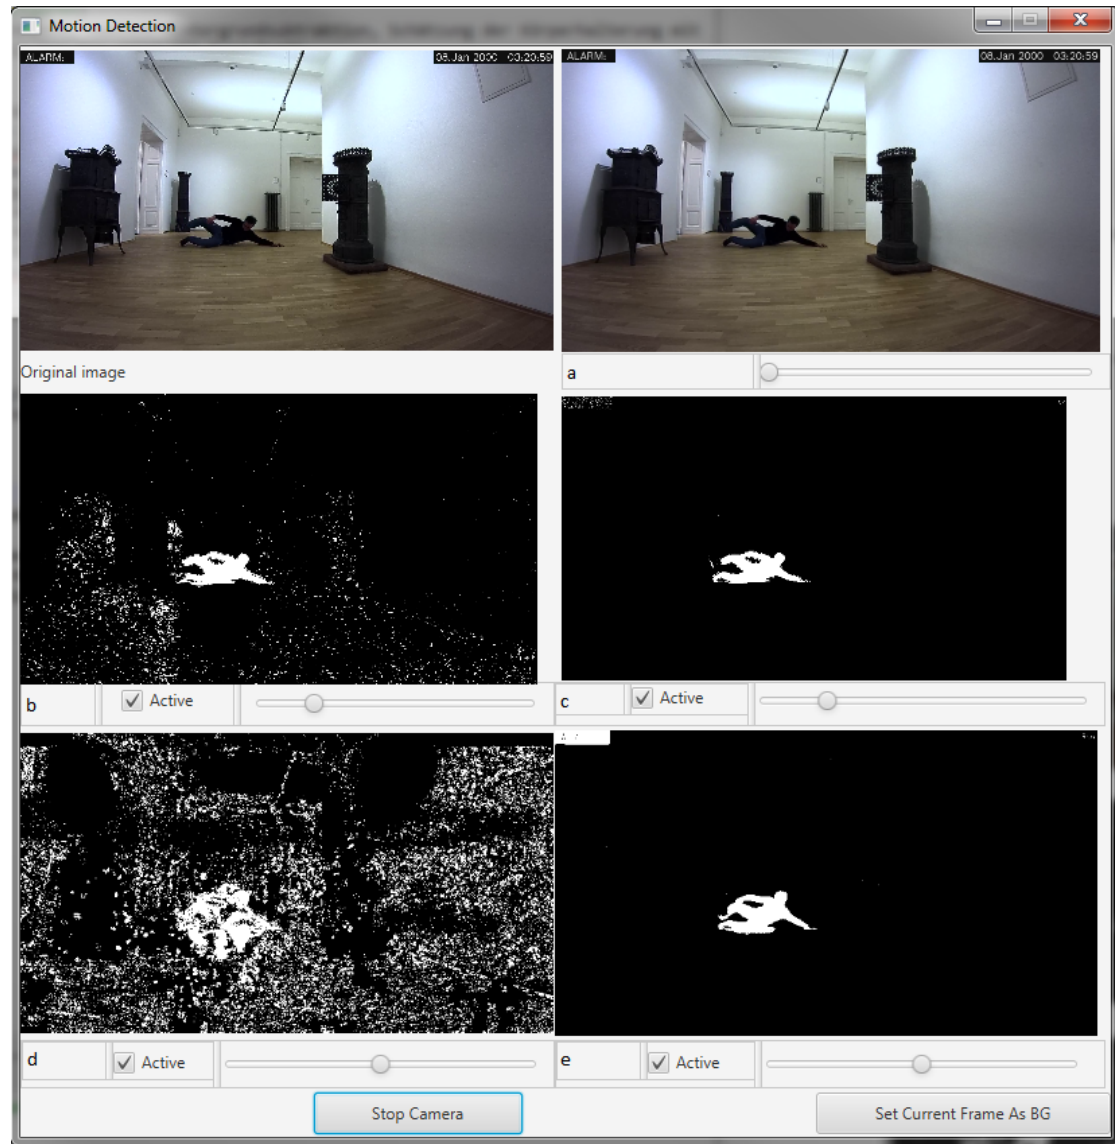 Motion Detection
ALARM: 08.Jan 2000 03:20:59
ALARM: 08.Jan 2000 03:20:59
Original image
a
b Active
c Active
d Active
e Active
Stop Camera
Set Current Frame As BG